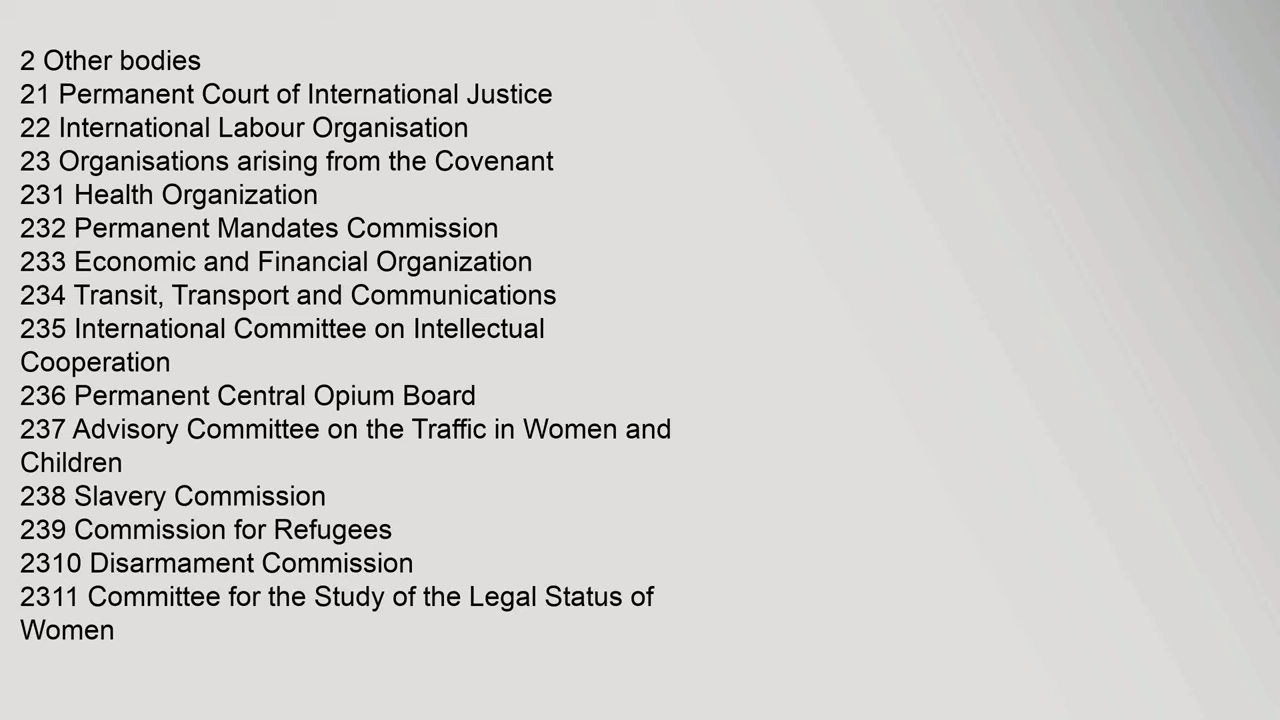 2 Other bodies
21 Permanent Court of International Justice
22 International Labour Organisation
23 Organisations arising from the Covenant
231 Health Organization
232 Permanent Mandates Commission
233 Economic and Financial Organization
234 Transit, Transport and Communications
235 International Committee on Intellectual
Cooperation
236 Permanent Central Opium Board
237 Advisory Committee on the Traffic in Women and
Children
238 Slavery Commission
239 Commission for Refugees
2310 Disarmament Commission
2311 Committee for the Study of the Legal Status of
Women